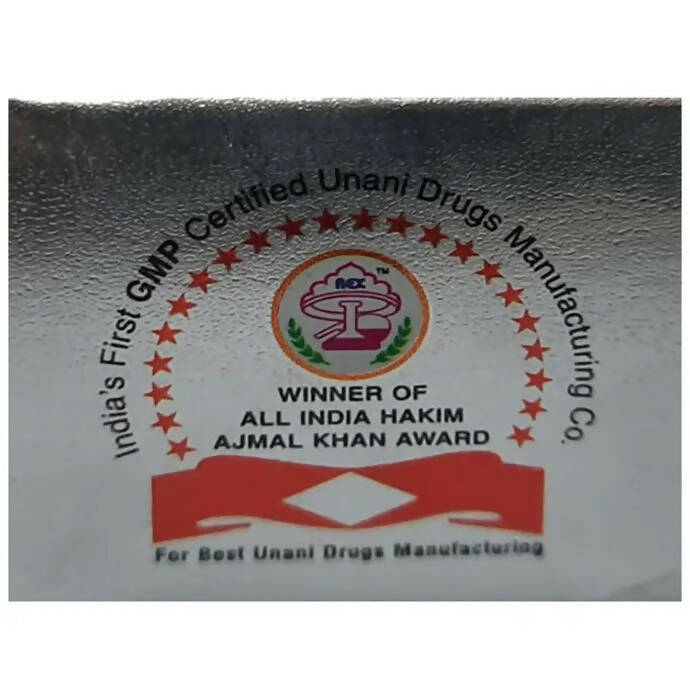 India's First GMP Certified Unani Drugs Manufacturing Co.
REX
TM
WINNER OF
ALL INDIA HAKIM
AJMAL KHAN AWARD
For Best Unani Drugs Manufacturing